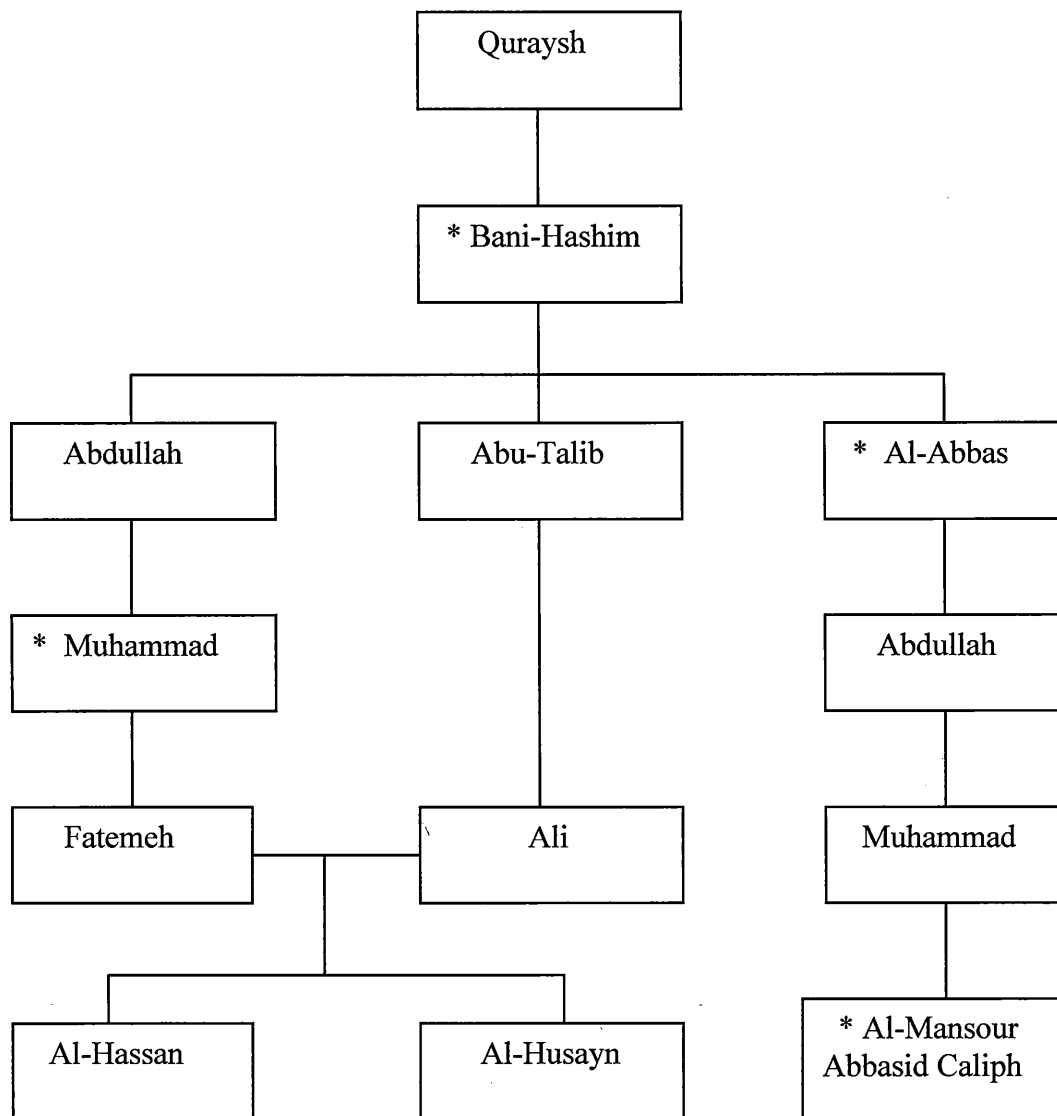 Quraysh
* Bani-Hashim
Abdullah
Abu-Talib
* Al-Abbas
* Muhammad
Abdullah
Fatemeh
Ali
Muhammad
Al-Hassan
Al-Husayn
* Al-Mansour
Abbasid Caliph